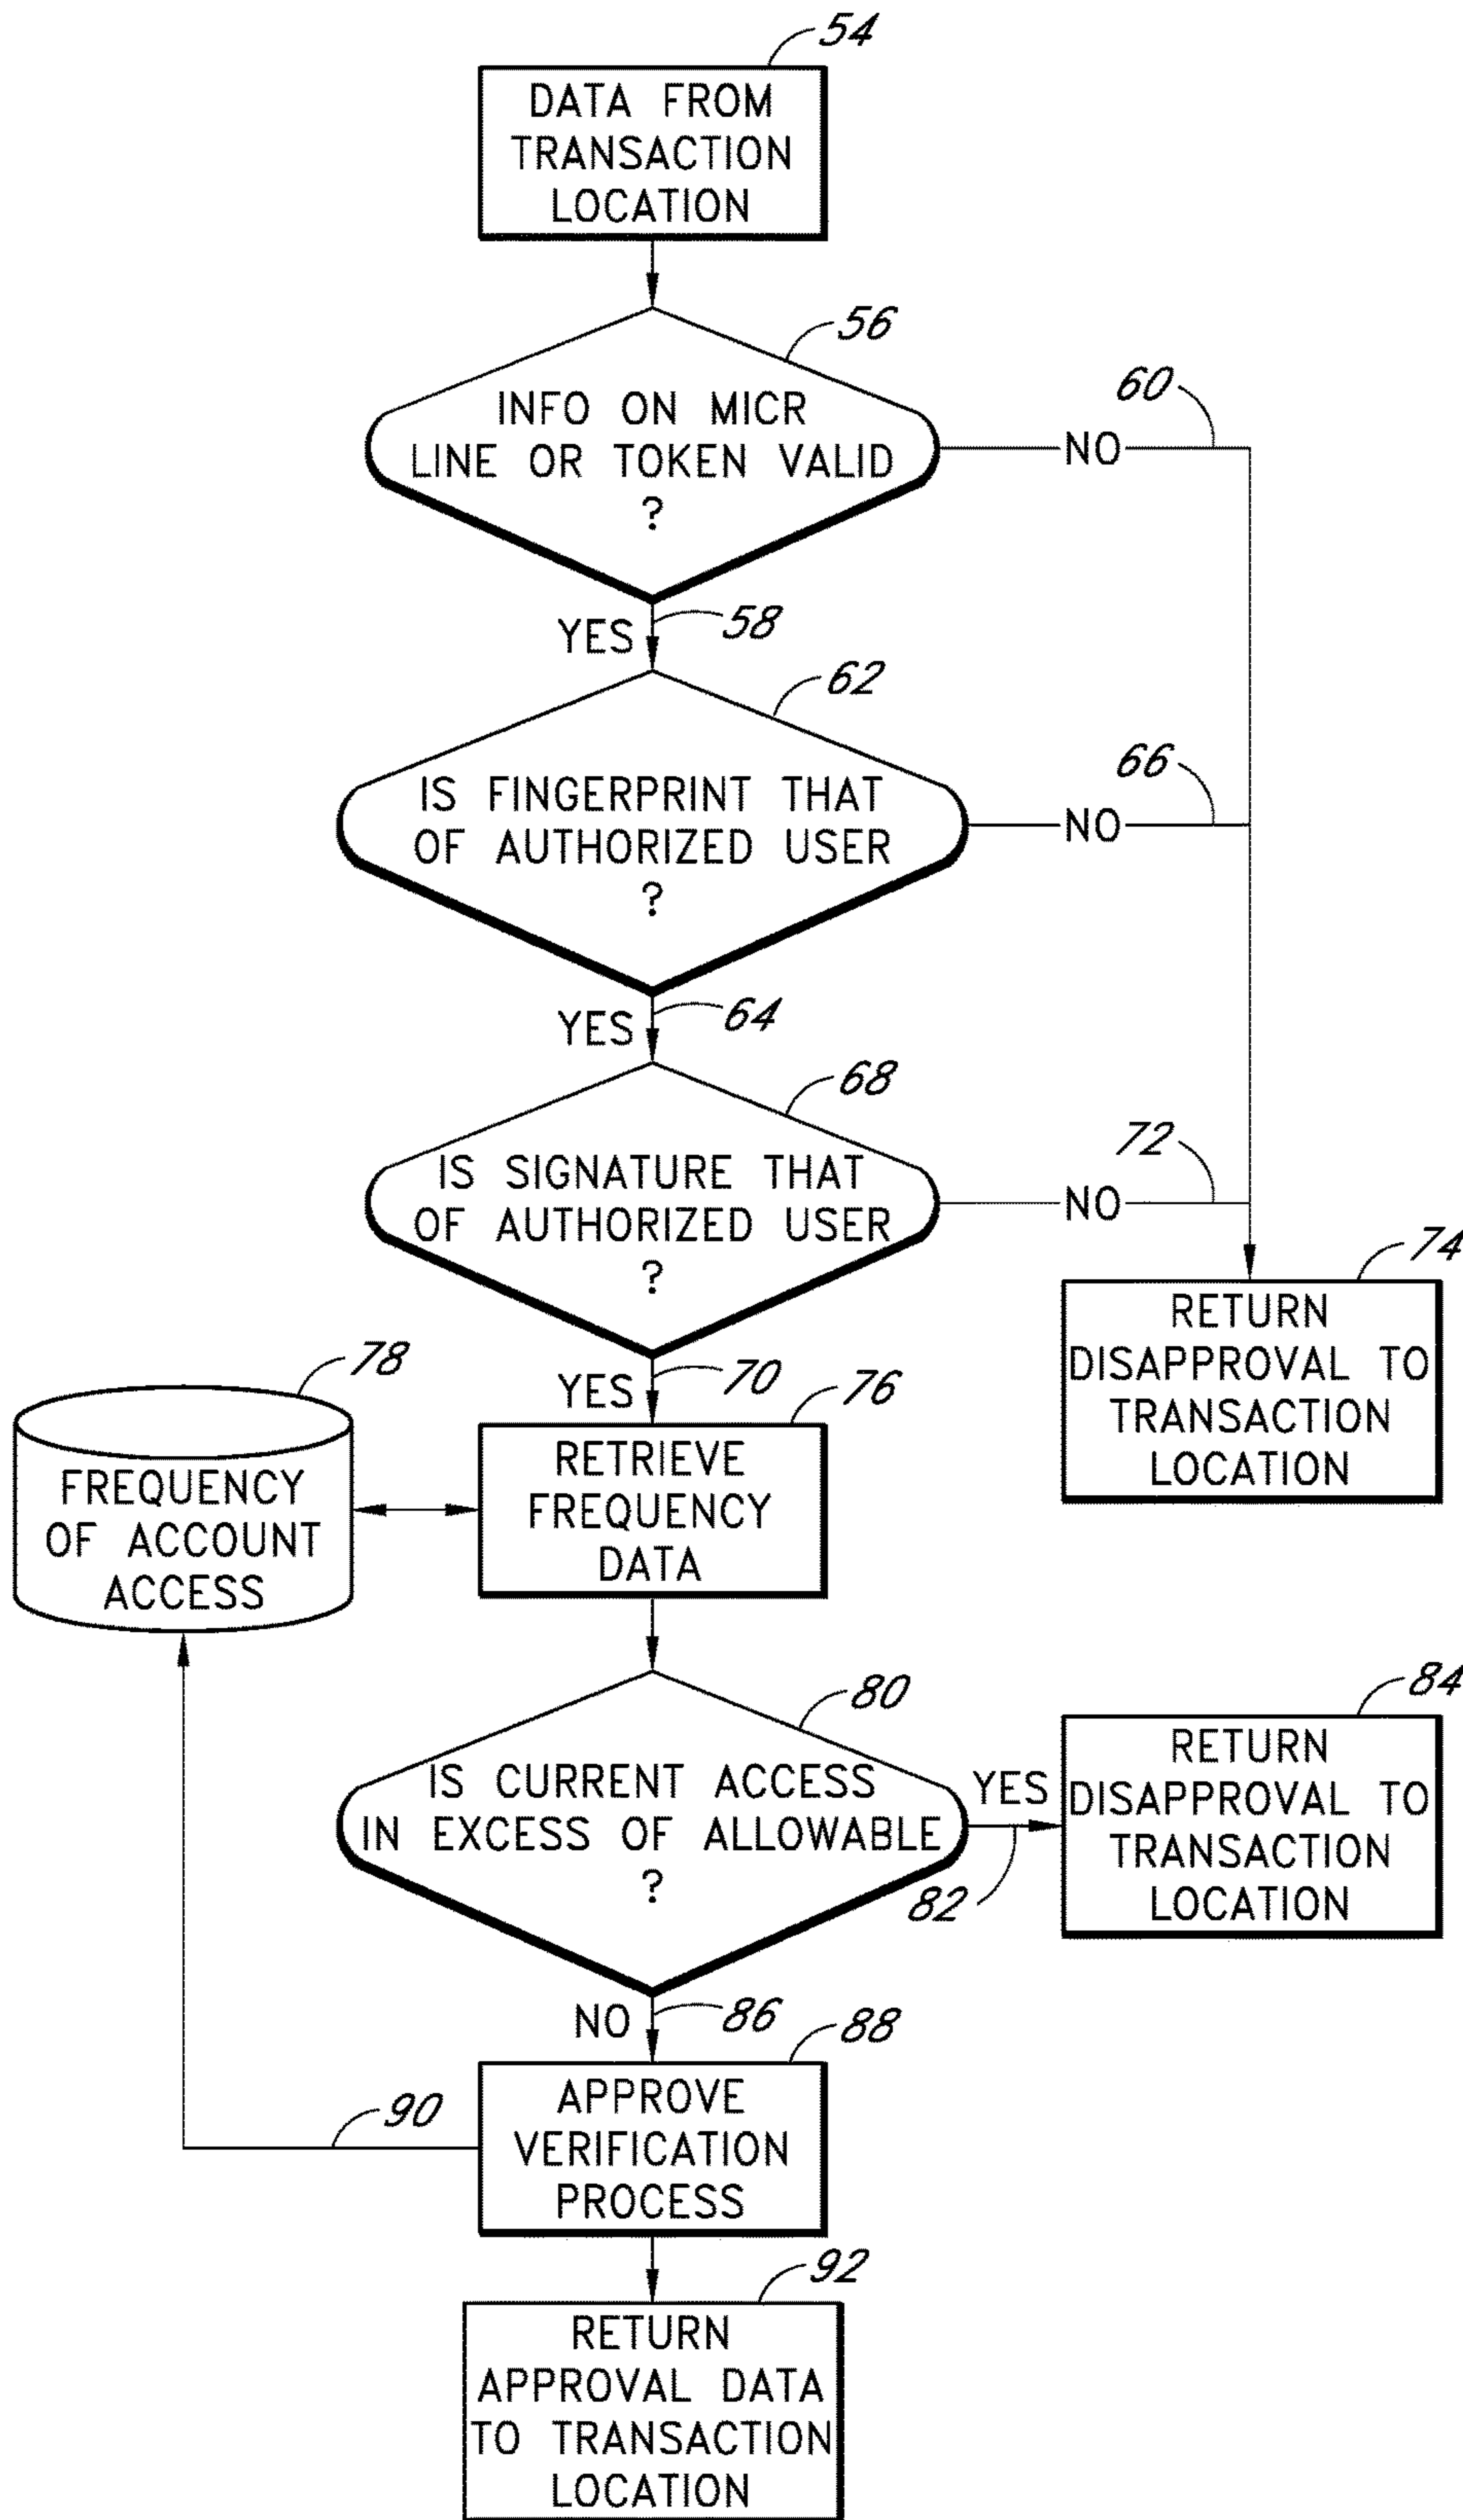 54
DATA FROM
TRANSACTION
LOCATION
56
INFO ON MICR
LINE OR TOKEN VALID
?
NO
60
YES
58
62
IS FINGERPRINT THAT
OF AUTHORIZED USER
?
NO
66
YES
64
68
IS SIGNATURE THAT
OF AUTHORIZED USER
?
NO
72
74
RETURN
DISAPPROVAL TO
TRANSACTION
LOCATION
YES
70
76
RETRIEVE
FREQUENCY
DATA
78
FREQUENCY
OF ACCOUNT
ACCESS
80
IS CURRENT ACCESS
IN EXCESS OF ALLOWABLE
?
YES
82
84
RETURN
DISAPPROVAL TO
TRANSACTION
LOCATION
NO
86
88
APPROVE
VERIFICATION
PROCESS
90
92
RETURN
APPROVAL DATA
TO TRANSACTION
LOCATION